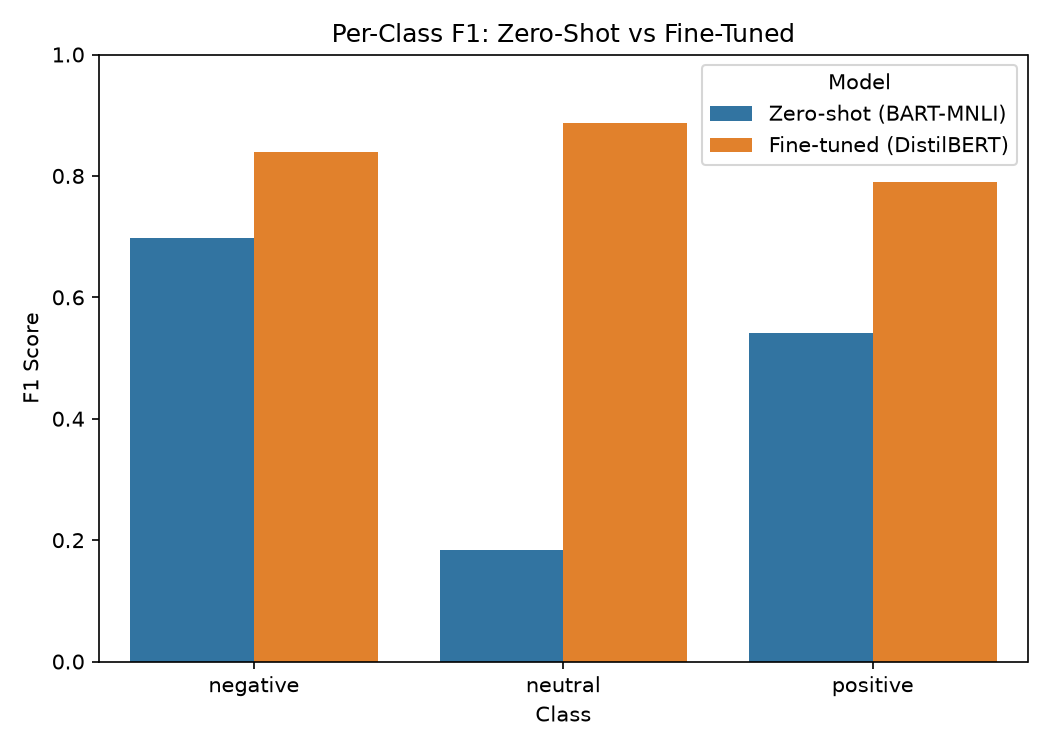 Per-Class F1: Zero-Shot vs Fine-Tuned
Model
Zero-shot (BART-MNLI)
Fine-tuned (DistilBERT)
F1 Score
1.0
0.8
0.6
0.4
0.2
0.0
negative neutral positive
Class